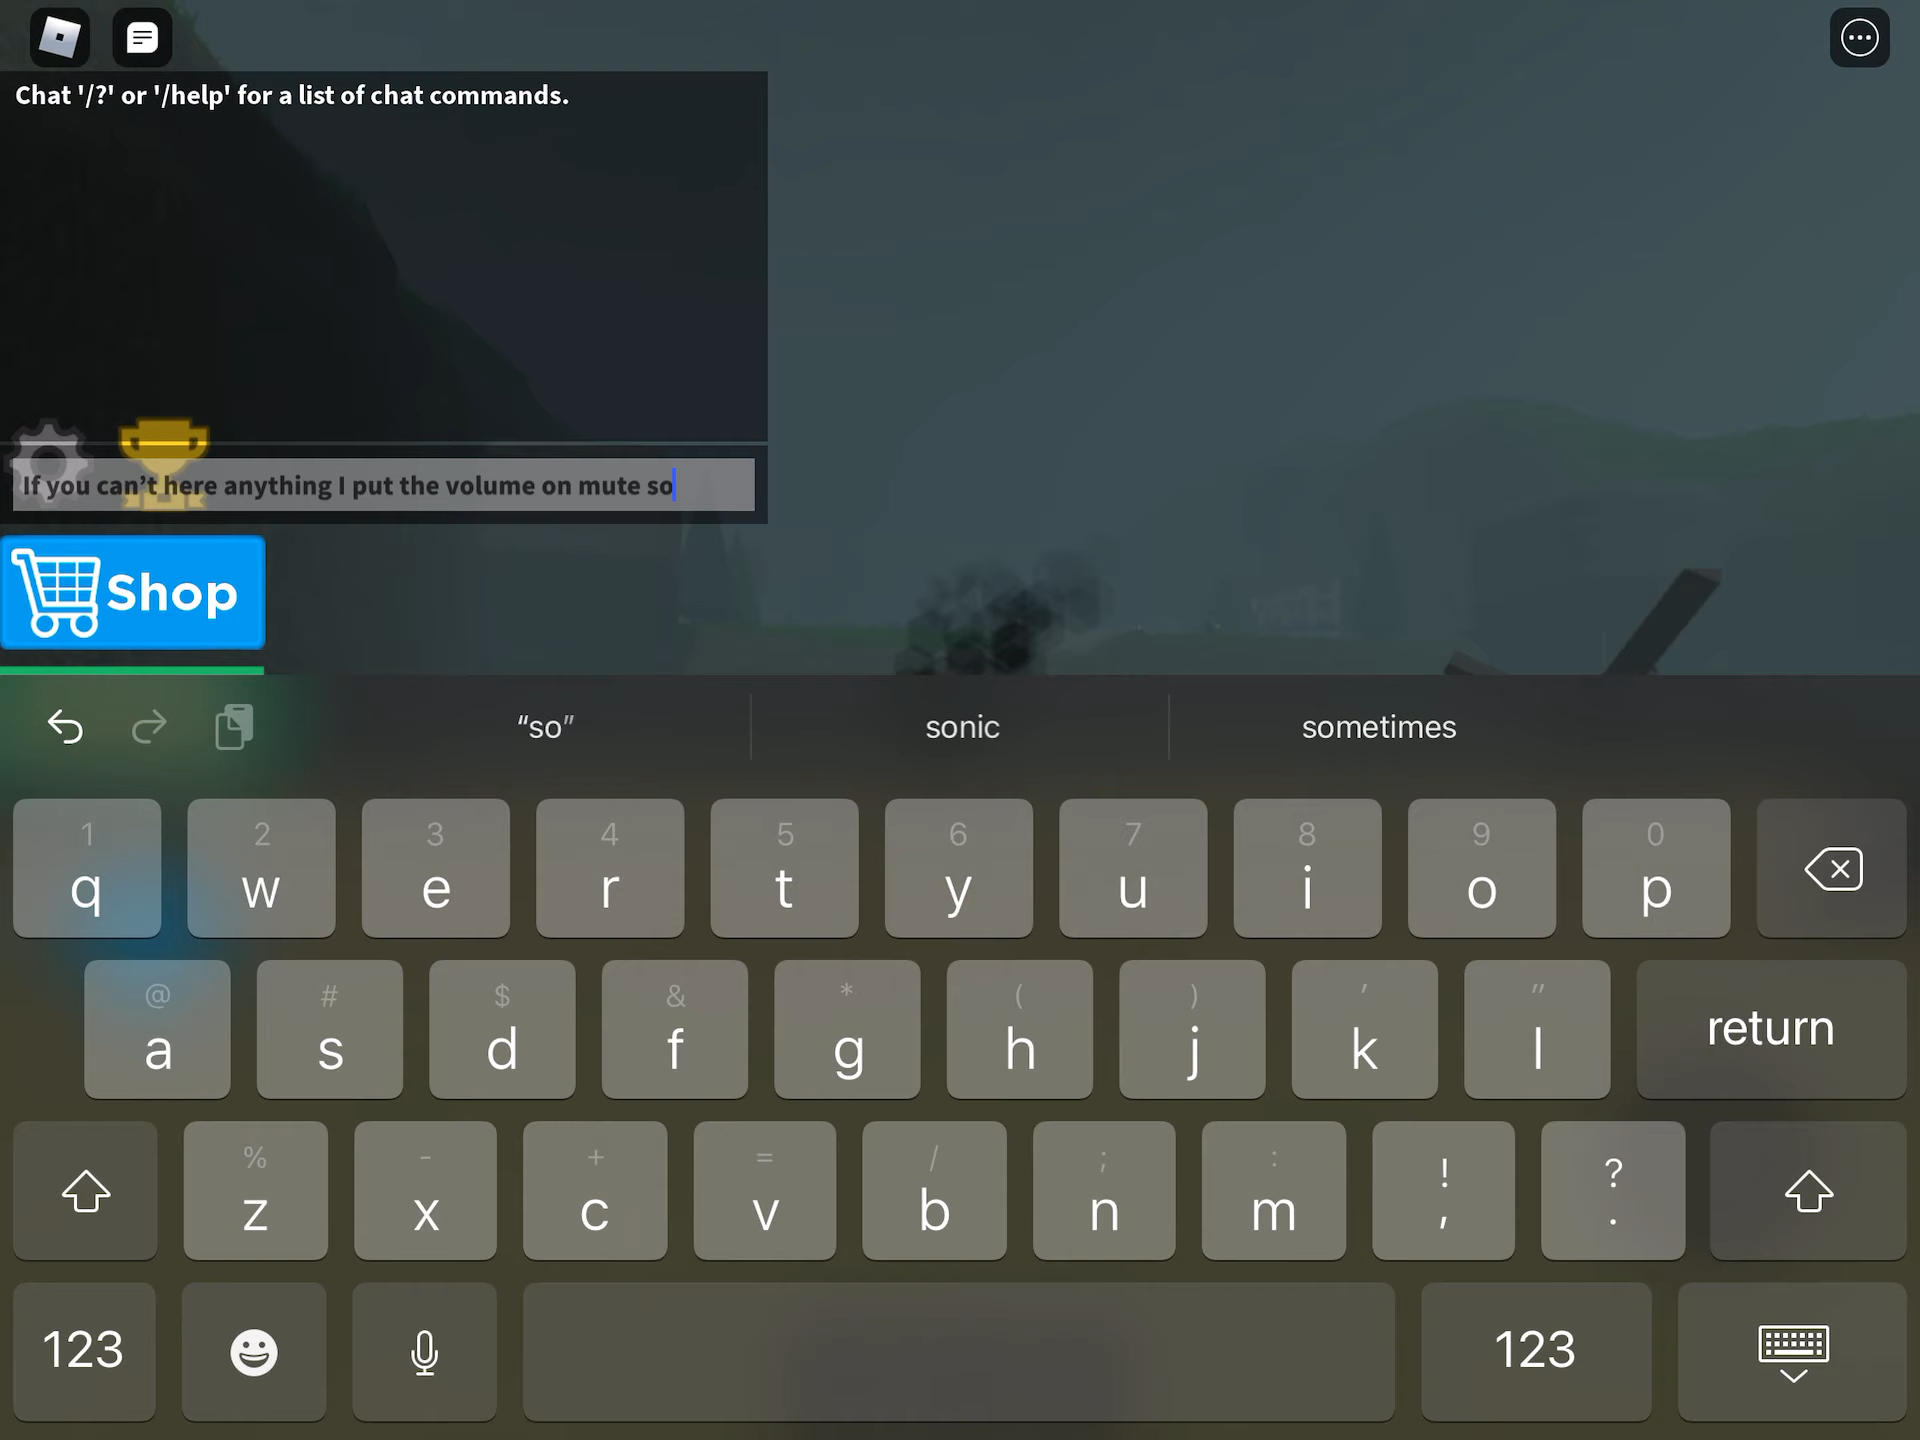 Chat '/?' or '/help' for a list of chat commands.
If you can’t here anything I put the volume on mute so
Shop
“so” sonic sometimes
1 2 3 4 5 6 7 8 9 0
q w e r t y u i o p
@ # $ & * ( ) ' "
a s d f g h j k l return
% - + = / ; : ! ?
z x c v b n m , .
123 123